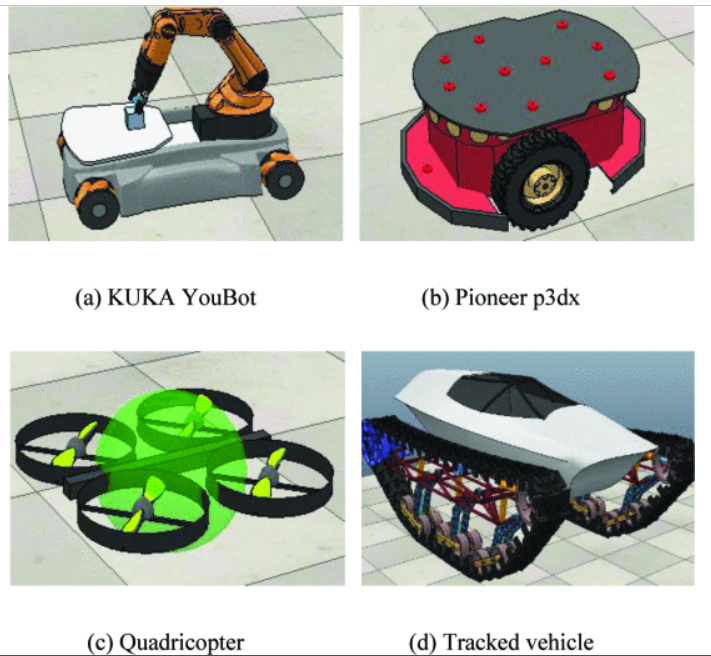 (a) KUKA YouBot
(b) Pioneer p3dx
(c) Quadricopter
(d) Tracked vehicle